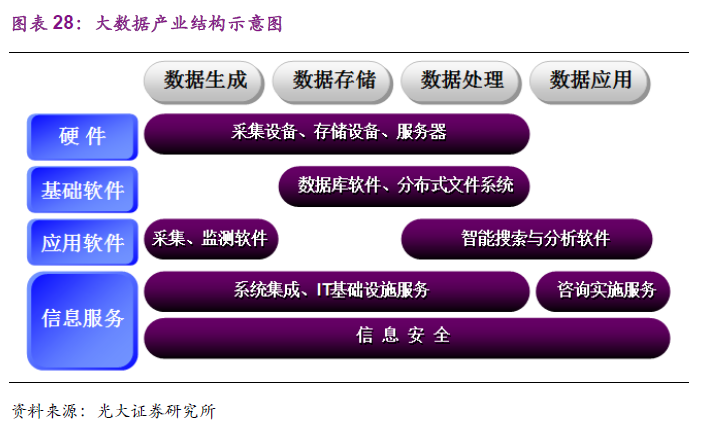 图表 28：大数据产业结构示意图
数据生成 数据存储 数据处理 数据应用
硬件 采集设备、存储设备、服务器
基础软件 数据库软件、分布式文件系统
应用软件 采集、监测软件 智能搜索与分析软件
系统集成、IT基础设施服务 咨询实施服务
信息服务
信息安全
资料来源：光大证券研究所